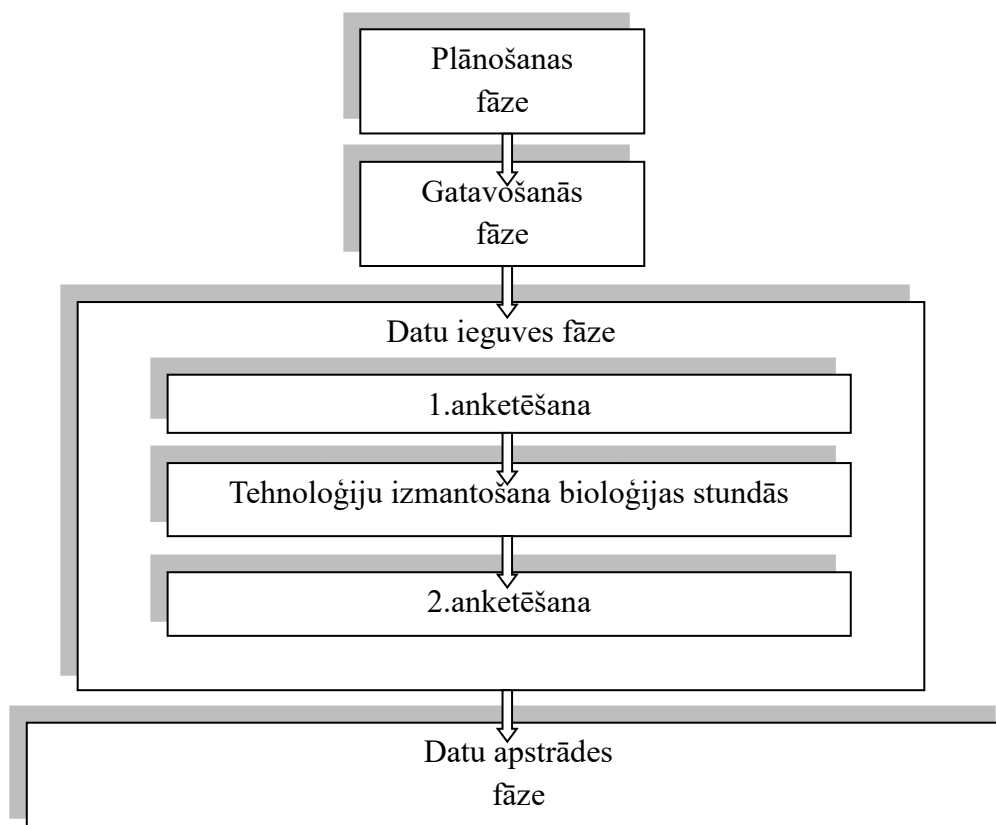 Plānošanas
fāze
Gatavošanās
fāze
Datu ieguves fāze
1.anketēšana
Tehnoloģiju izmantošana bioloģijas stundās
2.anketēšana
Datu apstrādes
fāze